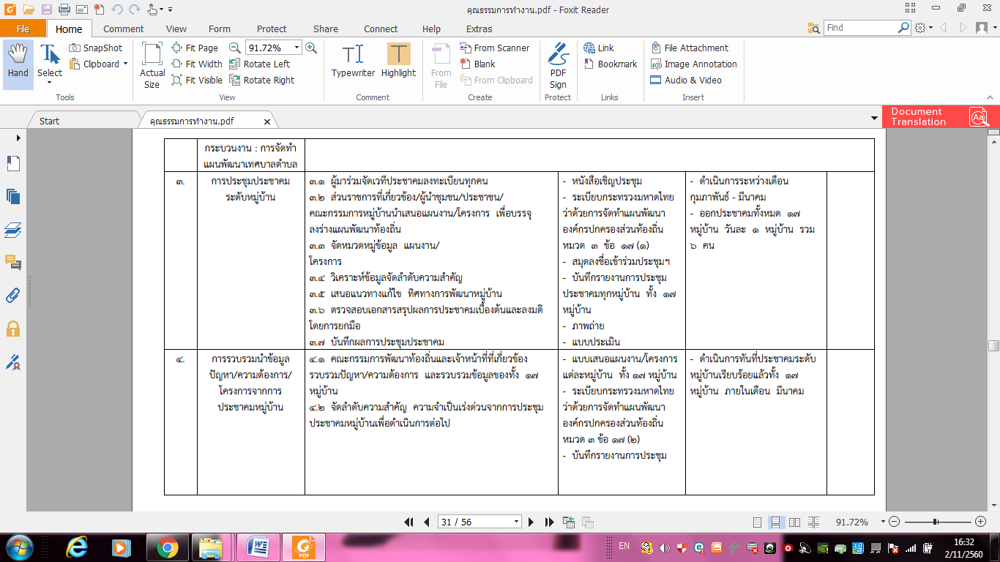 คุณธรรมการทำงาน.pdf - Foxit Reader
File Home Comment View Form Protect Share Connect Help Extras
Find
Hand
Select
SnapShot
Clipboard
Tools
Actual
Size
Fit Page
Fit Width
Fit Visible
91.72%
Rotate Left
Rotate Right
View
Typewriter
Highlight
Comment
From
File
From Scanner
Blank
From Clipboard
Create
PDF
Sign
Protect
Link
Bookmark
Links
File Attachment
Image Annotation
Audio & Video
Insert
Start
คุณธรรมการทำงาน.pdf
Document
Translation
กระบวนงาน : การจัดทำ
แผนพัฒนาเทศบาลตำบล
๓.
การประชุมประชาคม
ระดับหมู่บ้าน
๓.๑ ผู้มาร่วมจัดเวทีประชาคมลงทะเบียนทุกคน
๓.๒ ส่วนราชการที่เกี่ยวข้อง/ผู้นำชุมชน/ประชาชน/
คณะกรรมการหมู่บ้านนำเสนอแผนงาน/โครงการ เพื่อบรรจุ
ลงร่างแผนพัฒนาท้องถิ่น
๓.๓ จัดหมวดหมู่ข้อมูล แผนงาน/
โครงการ
๓.๔ วิเคราะห์ข้อมูลจัดลำดับความสำคัญ
๓.๕ เสนอแนวทางแก้ไข ทิศทางการพัฒนาหมู่บ้าน
๓.๖ ตรวจสอบเอกสารสรุปผลการประชาคมเบื้องต้นและลงมติ
โดยการยกมือ
๓.๗ บันทึกผลการประชุมประชาคม
- หนังสือเชิญประชุม
- ระเบียบกระทรวงมหาดไทย
ว่าด้วยการจัดทำแผนพัฒนา
องค์กรปกครองส่วนท้องถิ่น
หมวด ๓ ข้อ ๑๗ (๑)
- สมุดลงชื่อเข้าร่วมประชุมฯ
- บันทึกรายงานการประชุม
ประชาคมทุกหมู่บ้าน ทั้ง ๑๗
หมู่บ้าน
- ภาพถ่าย
- แบบประเมิน
- ดำเนินการระหว่างเดือน
กุมภาพันธ์ - มีนาคม
- ออกประชาคมทั้งหมด ๑๗
หมู่บ้าน วันละ ๑ หมู่บ้าน รวม
๖ คน
๔.
การรวบรวมนำข้อมูล
ปัญหา/ความต้องการ/
โครงการจากการ
ประชาคมหมู่บ้าน
๔.๑ คณะกรรมการพัฒนาท้องถิ่นและเจ้าหน้าที่ที่เกี่ยวข้อง
รวบรวมปัญหา/ความต้องการ และรวบรวมข้อมูลของทั้ง ๑๗
หมู่บ้าน
๔.๒ จัดลำดับความสำคัญ ความจำเป็นเร่งด่วนจากการประชุม
ประชาคมหมู่บ้านเพื่อดำเนินการต่อไป
- แบบเสนอแผนงาน/โครงการ
แต่ละหมู่บ้าน ทั้ง ๑๗ หมู่บ้าน
- ระเบียบกระทรวงมหาดไทย
ว่าด้วยการจัดทำแผนพัฒนา
องค์กรปกครองส่วนท้องถิ่น
หมวด ๓ ข้อ ๑๗ (๒)
- บันทึกรายงานการประชุม
- ดำเนินการทันที่ประชาคมระดับ
หมู่บ้านเรียบร้อยแล้วทั้ง ๑๗
หมู่บ้าน ภายในเดือน มีนาคม
31 / 56
91.72%
EN
16:32
2/11/2560